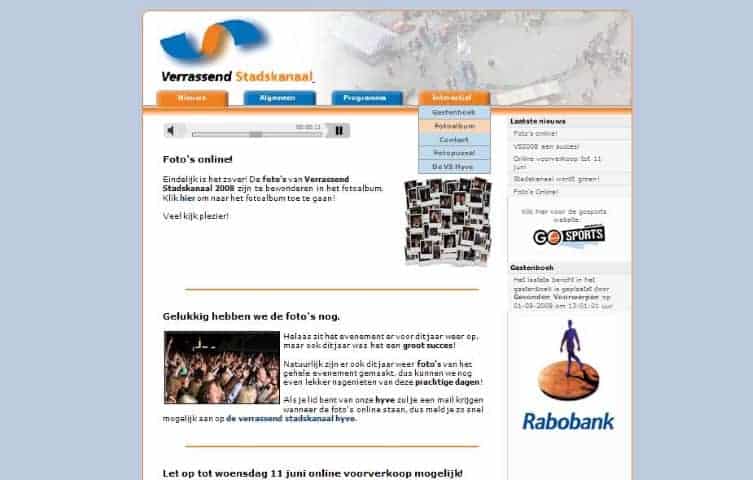 Verrassend Stadskanaal
Nieuws
Algemeen
Programma
Interactief
Gastenboek
Fotoalbum
Contact
Fotopuzzel
De VS Hyve
00:00:11
Foto's online!
Eindelijk is het zover! De foto's van Verrassend
Stadskanaal 2008 zijn te bewonderen in het fotoalbum.
Klik hier om naar het fotoalbum toe te gaan!
Veel kijk plezier!
Gelukkig hebben we de foto's nog.
Helaas zit het evenement er voor dit jaar weer op,
maar ook dit jaar was het een groot succes!
Natuurlijk zijn er ook dit jaar weer foto's van het
gehele evenement gemaakt, dus kunnen we nog
even lekker nagenieten van deze prachtige dagen!
Als je lid bent van onze hyve zul je een mail krijgen
wanneer de foto's online staan, dus meld je zo snel
mogelijk aan op de verrassend stadskanaal hyve.
Let op tot woensdag 11 juni online voorverkoop mogelijk!
Laatste nieuws
Foto's online!
VS2008 een succes!
Online voorverkoop tot 11
juni
Stadskanaal wordt groen!
Foto's Online!
Klik hier voor de gosports
website.
GO SPORTS
Gastenboek
Het laatste bericht in het
gastenboek is geplaatst door
Gevonden Voorwerpen op
01-09-2008 om 13:01:01 uur
Rabobank